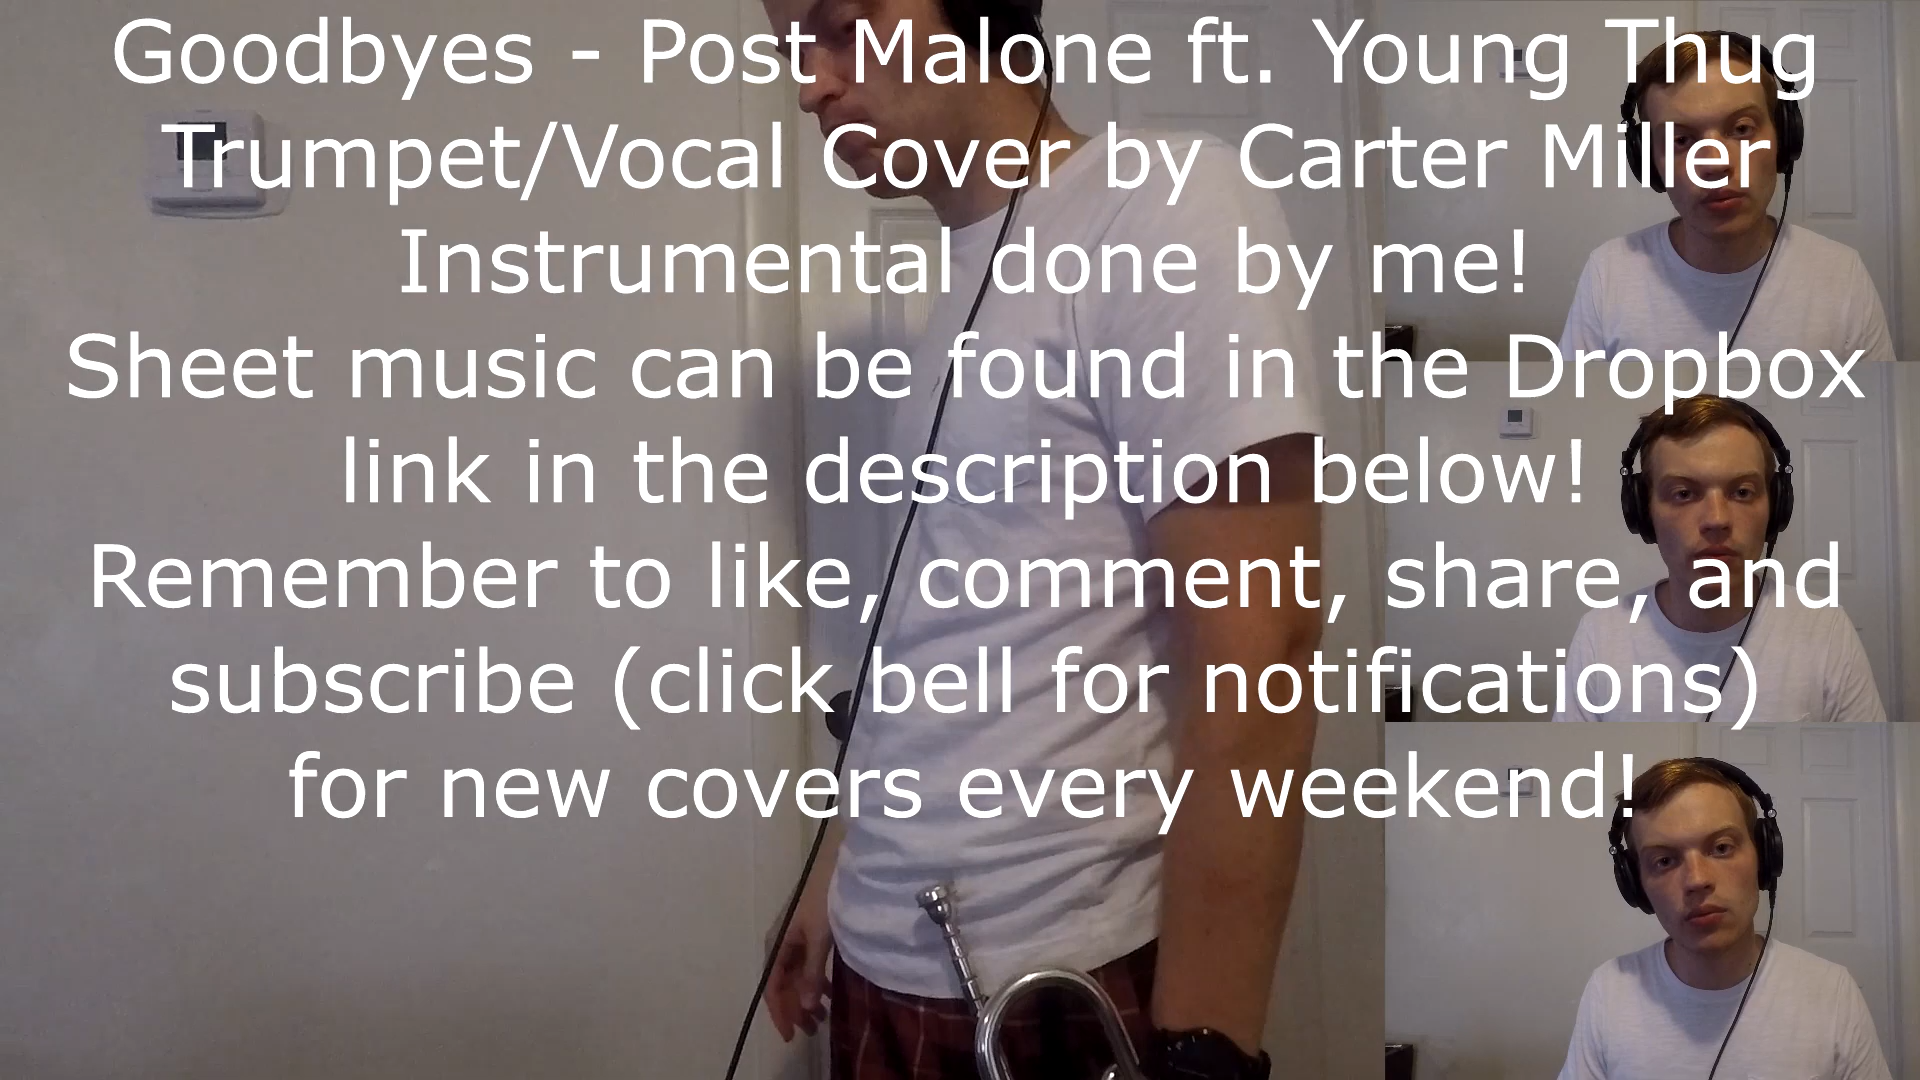 Goodbyes - Post Malone ft. Young Thug
Trumpet/Vocal Cover by Carter Miller
Instrumental done by me!
Sheet music can be found in the Dropbox
link in the description below!
Remember to like, comment, share, and
subscribe (click bell for notifications)
for new covers every weekend!